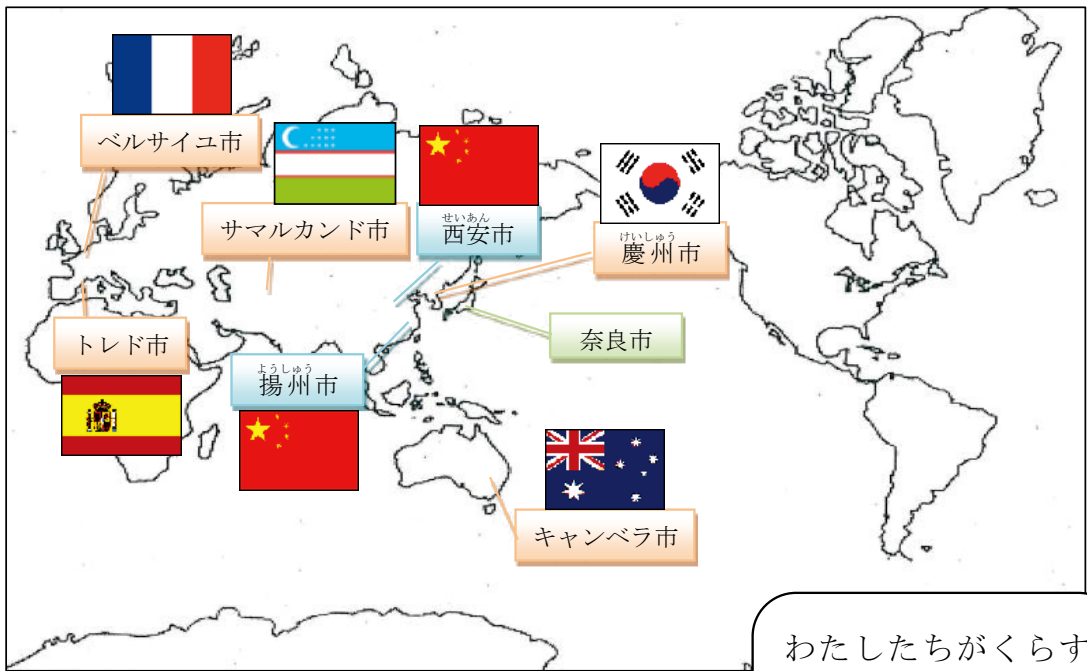 ベルサイユ市
サマルカンド市
せいあん
西安市
けいしゅう
慶州市
トレド市
ようしゅう
揚州市
奈良市
キャンベラ市
わたしたちがくらす